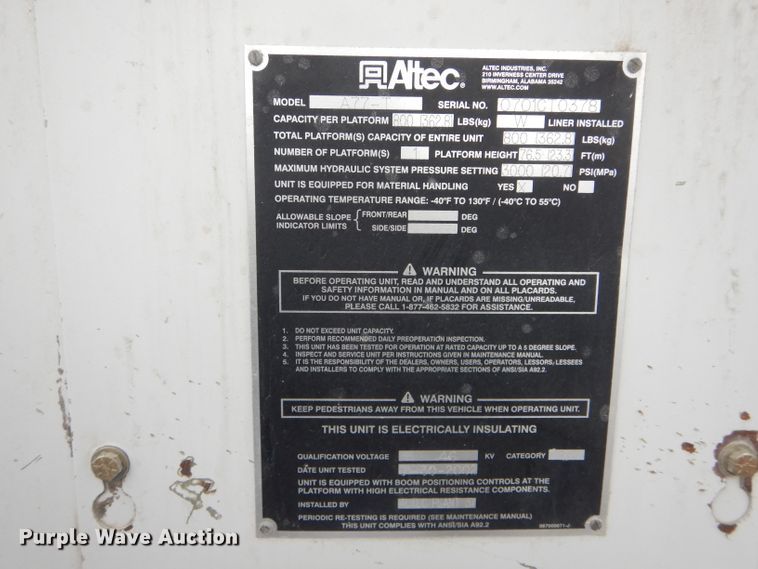 Altec®
ALTEC INDUSTRIES, INC.
210 INVERNESS CENTER DRIVE
BIRMINGHAM, ALABAMA 35242
WWW.ALTEC.COM
MODEL A77-T SERIAL NO. 0701CT0378
CAPACITY PER PLATFORM 800 362.8 LBS(kg) W LINER INSTALLED
TOTAL PLATFORM(S) CAPACITY OF ENTIRE UNIT 800 362.8 LBS(kg)
NUMBER OF PLATFORM(S) 1 PLATFORM HEIGHT 76.5 23.3 FT(m)
MAXIMUM HYDRAULIC SYSTEM PRESSURE SETTING 3000 20.7 PSI(MPa)
UNIT IS EQUIPPED FOR MATERIAL HANDLING YES X NO
OPERATING TEMPERATURE RANGE: -40°F TO 130°F / (-40°C TO 55°C)
ALLOWABLE SLOPE INDICATOR LIMITS { FRONT/REAR DEG
SIDE/SIDE DEG
WARNING
BEFORE OPERATING UNIT, READ AND UNDERSTAND ALL OPERATING AND
SAFETY INFORMATION IN MANUAL AND ON ALL PLACARDS.
IF YOU DO NOT HAVE MANUAL OR, IF PLACARDS ARE MISSING/UNREADABLE,
PLEASE CALL 1-877-462-5832 FOR ASSISTANCE.
1. DO NOT EXCEED UNIT CAPACITY.
2. PERFORM RECOMMENDED DAILY PREOPERATION INSPECTION.
3. THIS UNIT HAS BEEN TESTED FOR OPERATION AT RATED CAPACITY UP TO A 5 DEGREE SLOPE.
4. INSPECT AND SERVICE UNIT PER INSTRUCTIONS GIVEN IN MAINTENANCE MANUAL.
5. IT IS THE RESPONSIBILITY OF THE DEALERS, OWNERS, USERS, OPERATORS, LESSORS, LESSEES
AND INSTALLERS TO COMPLY WITH THE APPROPRIATE SECTIONS OF ANSI/SIA A92.2.
WARNING
KEEP PEDESTRIANS AWAY FROM THIS VEHICLE WHEN OPERATING UNIT.
THIS UNIT IS ELECTRICALLY INSULATING
QUALIFICATION VOLTAGE 46 KV CATEGORY
DATE UNIT TESTED
UNIT IS EQUIPPED WITH BOOM POSITIONING CONTROLS AT THE
PLATFORM WITH HIGH ELECTRICAL RESISTANCE COMPONENTS.
INSTALLED BY
PERIODIC RE-TESTING IS REQUIRED (SEE MAINTENANCE MANUAL)
THIS UNIT COMPLIES WITH ANSI/SIA A92.2
Purple Wave Auction